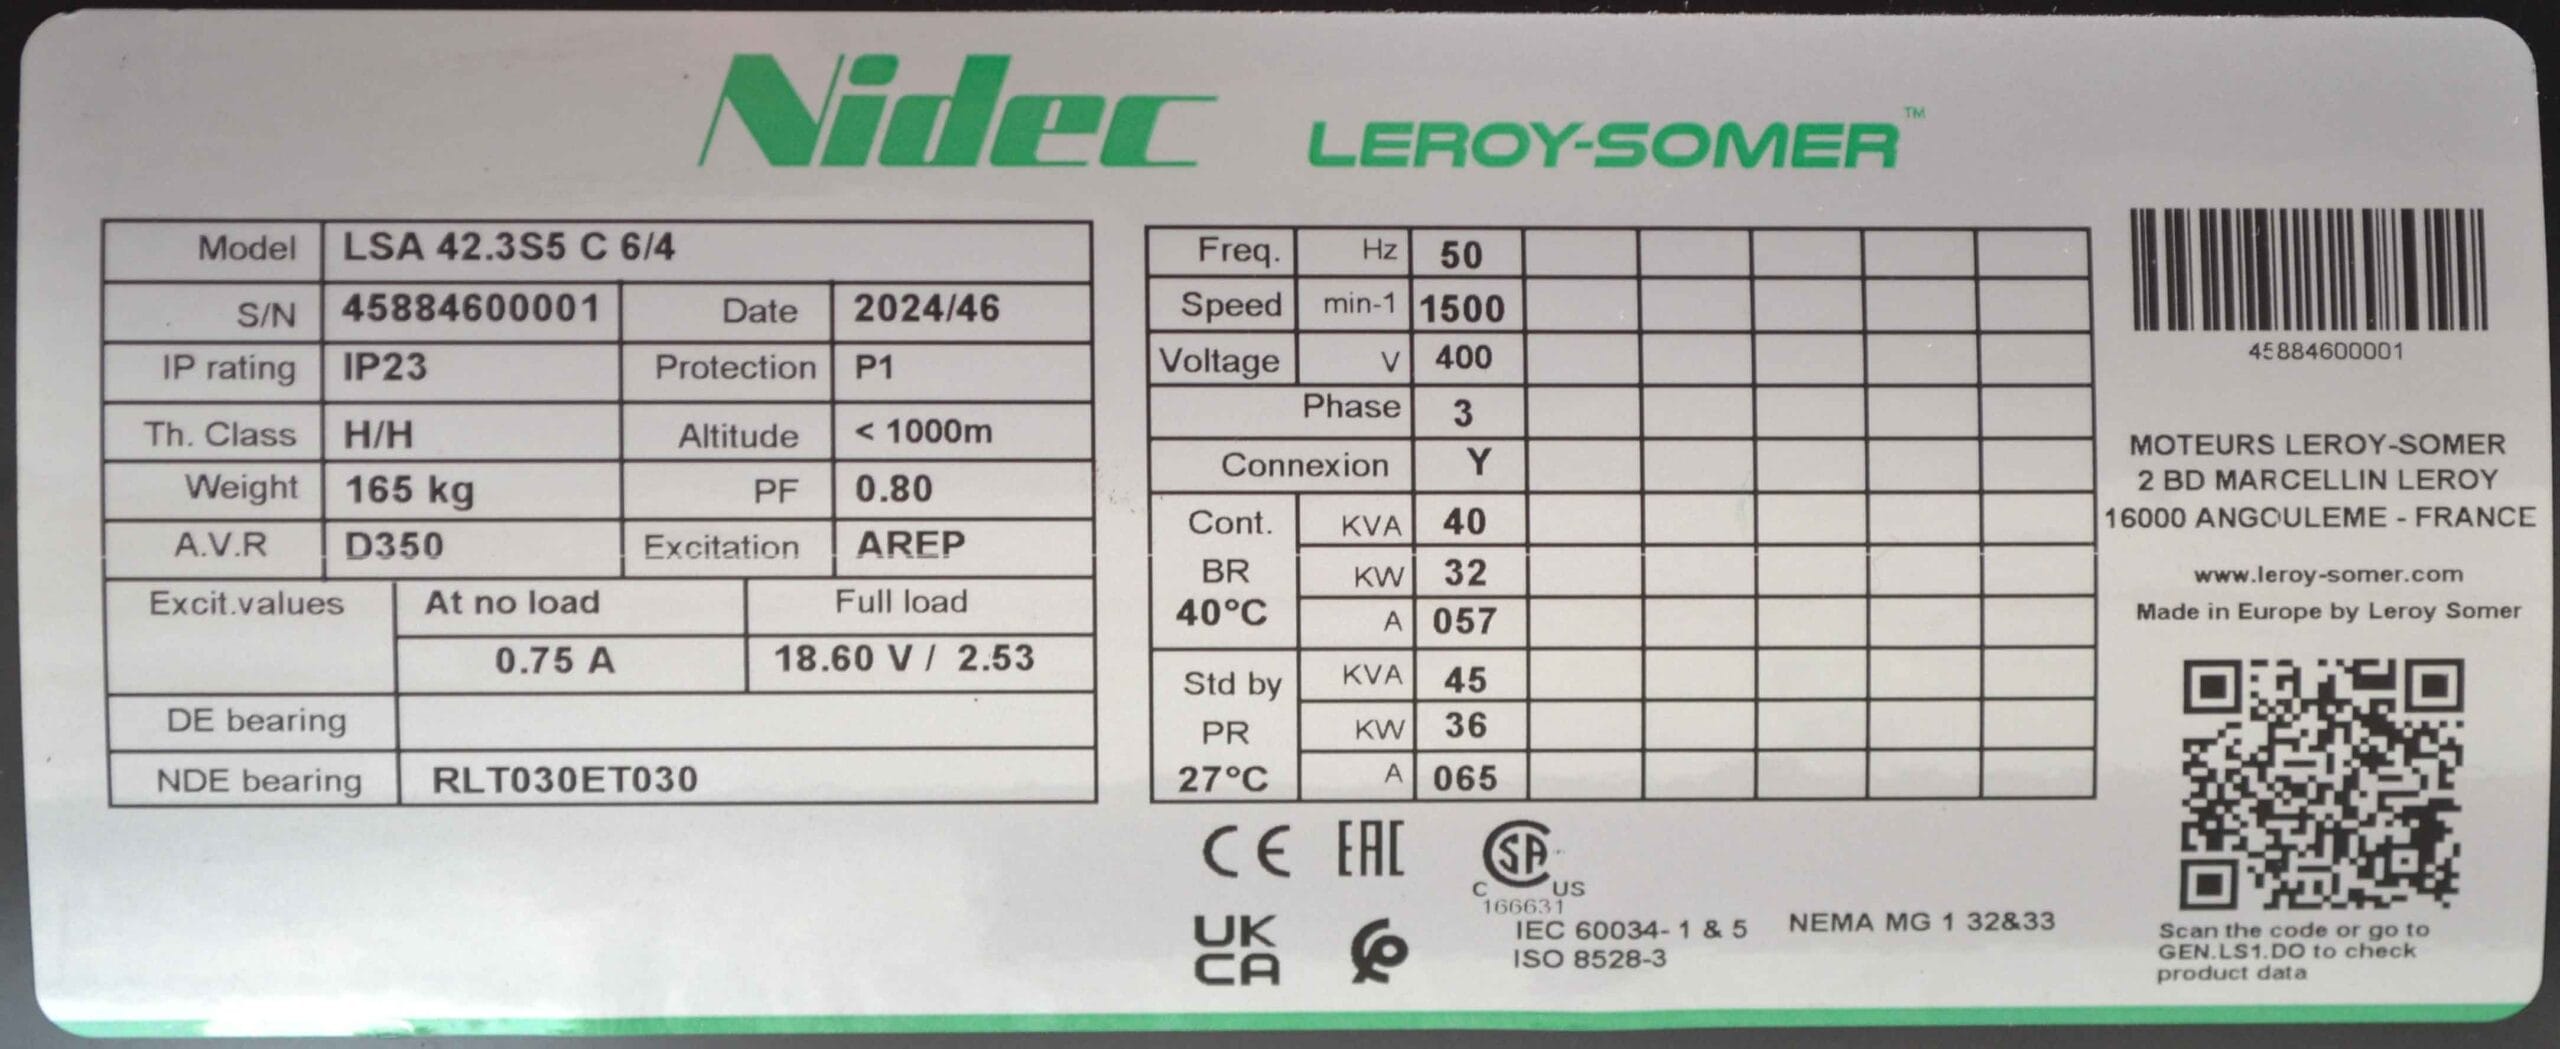 Nidec LEROY-SOMER™
Model LSA 42.3S5 C 6/4
S/N 45884600001 Date 2024/46
IP rating IP23 Protection P1
Th. Class H/H Altitude < 1000m
Weight 165 kg PF 0.80
A.V.R D350 Excitation AREP
Excit.values At no load Full load
0.75 A 18.60 V / 2.53
DE bearing
NDE bearing RLT030ET030
Freq. Hz 50
Speed min-1 1500
Voltage V 400
Phase 3
Connexion Y
Cont. KVA 40
BR KW 32
40°C A 057
Std by KVA 45
PR KW 36
27°C A 065
CE EAC SA
C US
166631
UK
CA
IEC 60034- 1 & 5 NEMA MG 1 32&33
ISO 8528-3
45884600001
MOTEURS LEROY-SOMER
2 BD MARCELLIN LEROY
16000 ANGOULEME - FRANCE
www.leroy-somer.com
Made in Europe by Leroy Somer
Scan the code or go to
GEN.LS1.DO to check
product data